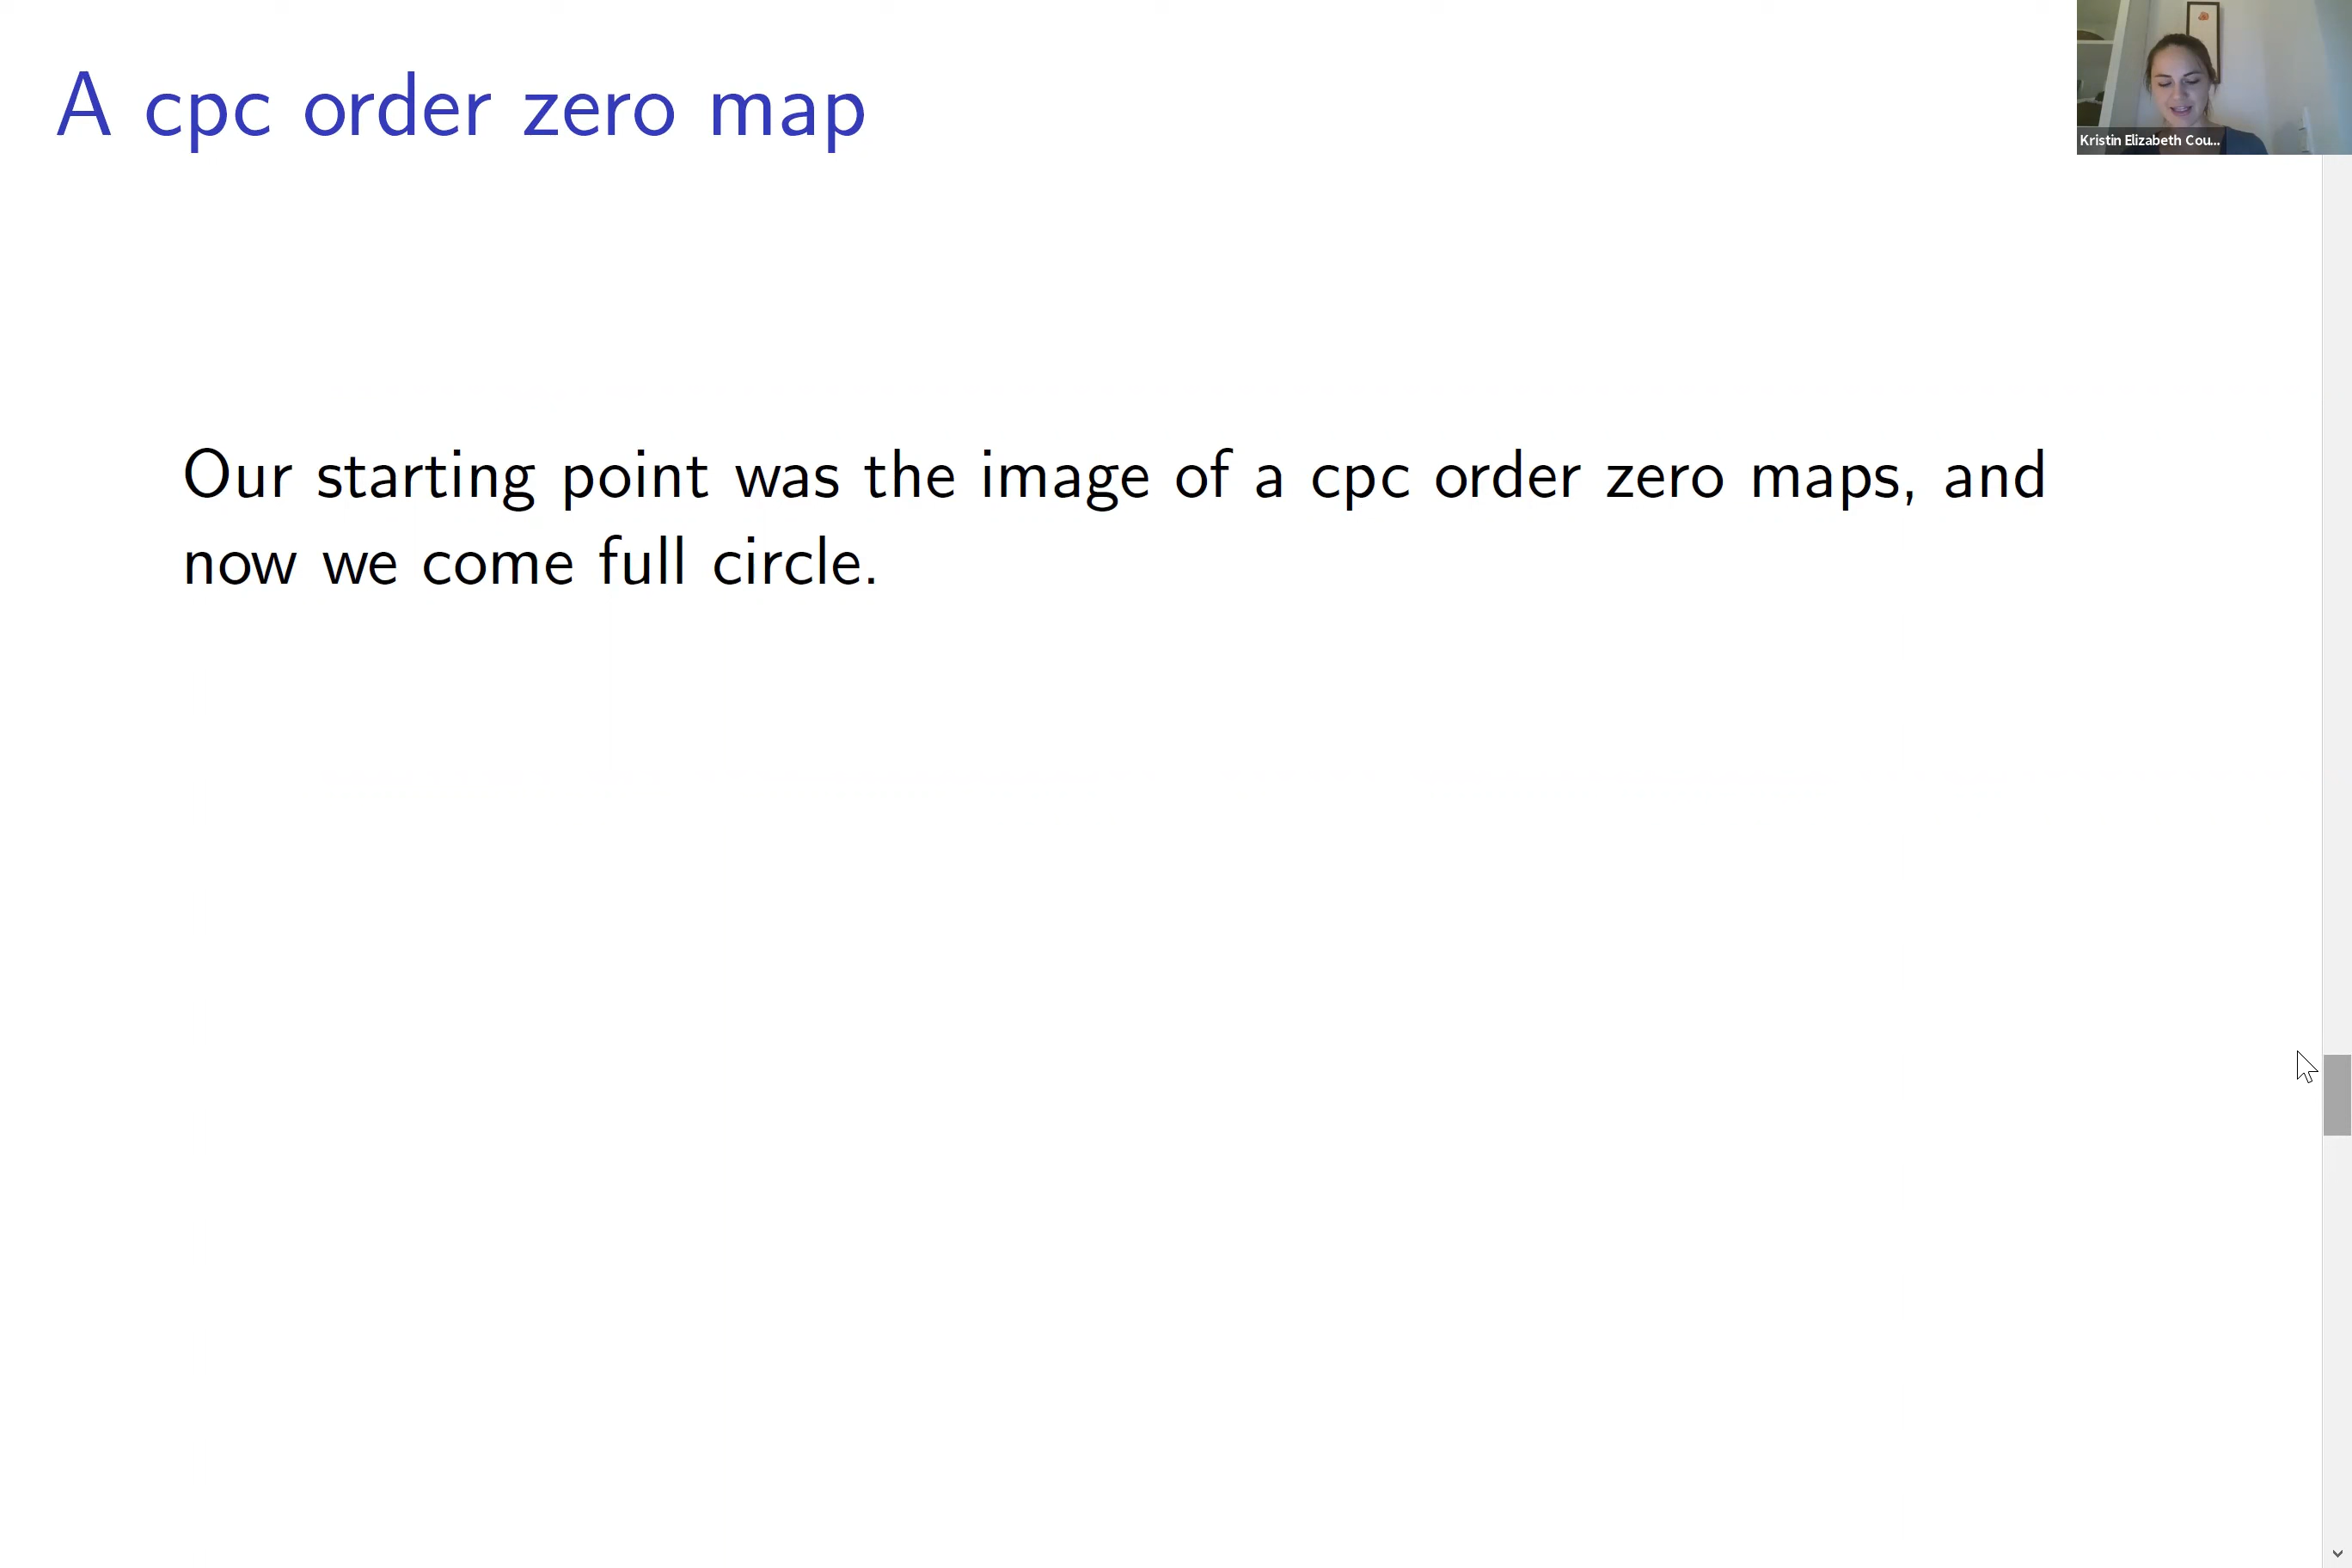 A cpc order zero map
Kristin Elizabeth Cou...
Our starting point was the image of a cpc order zero maps, and
now we come full circle.